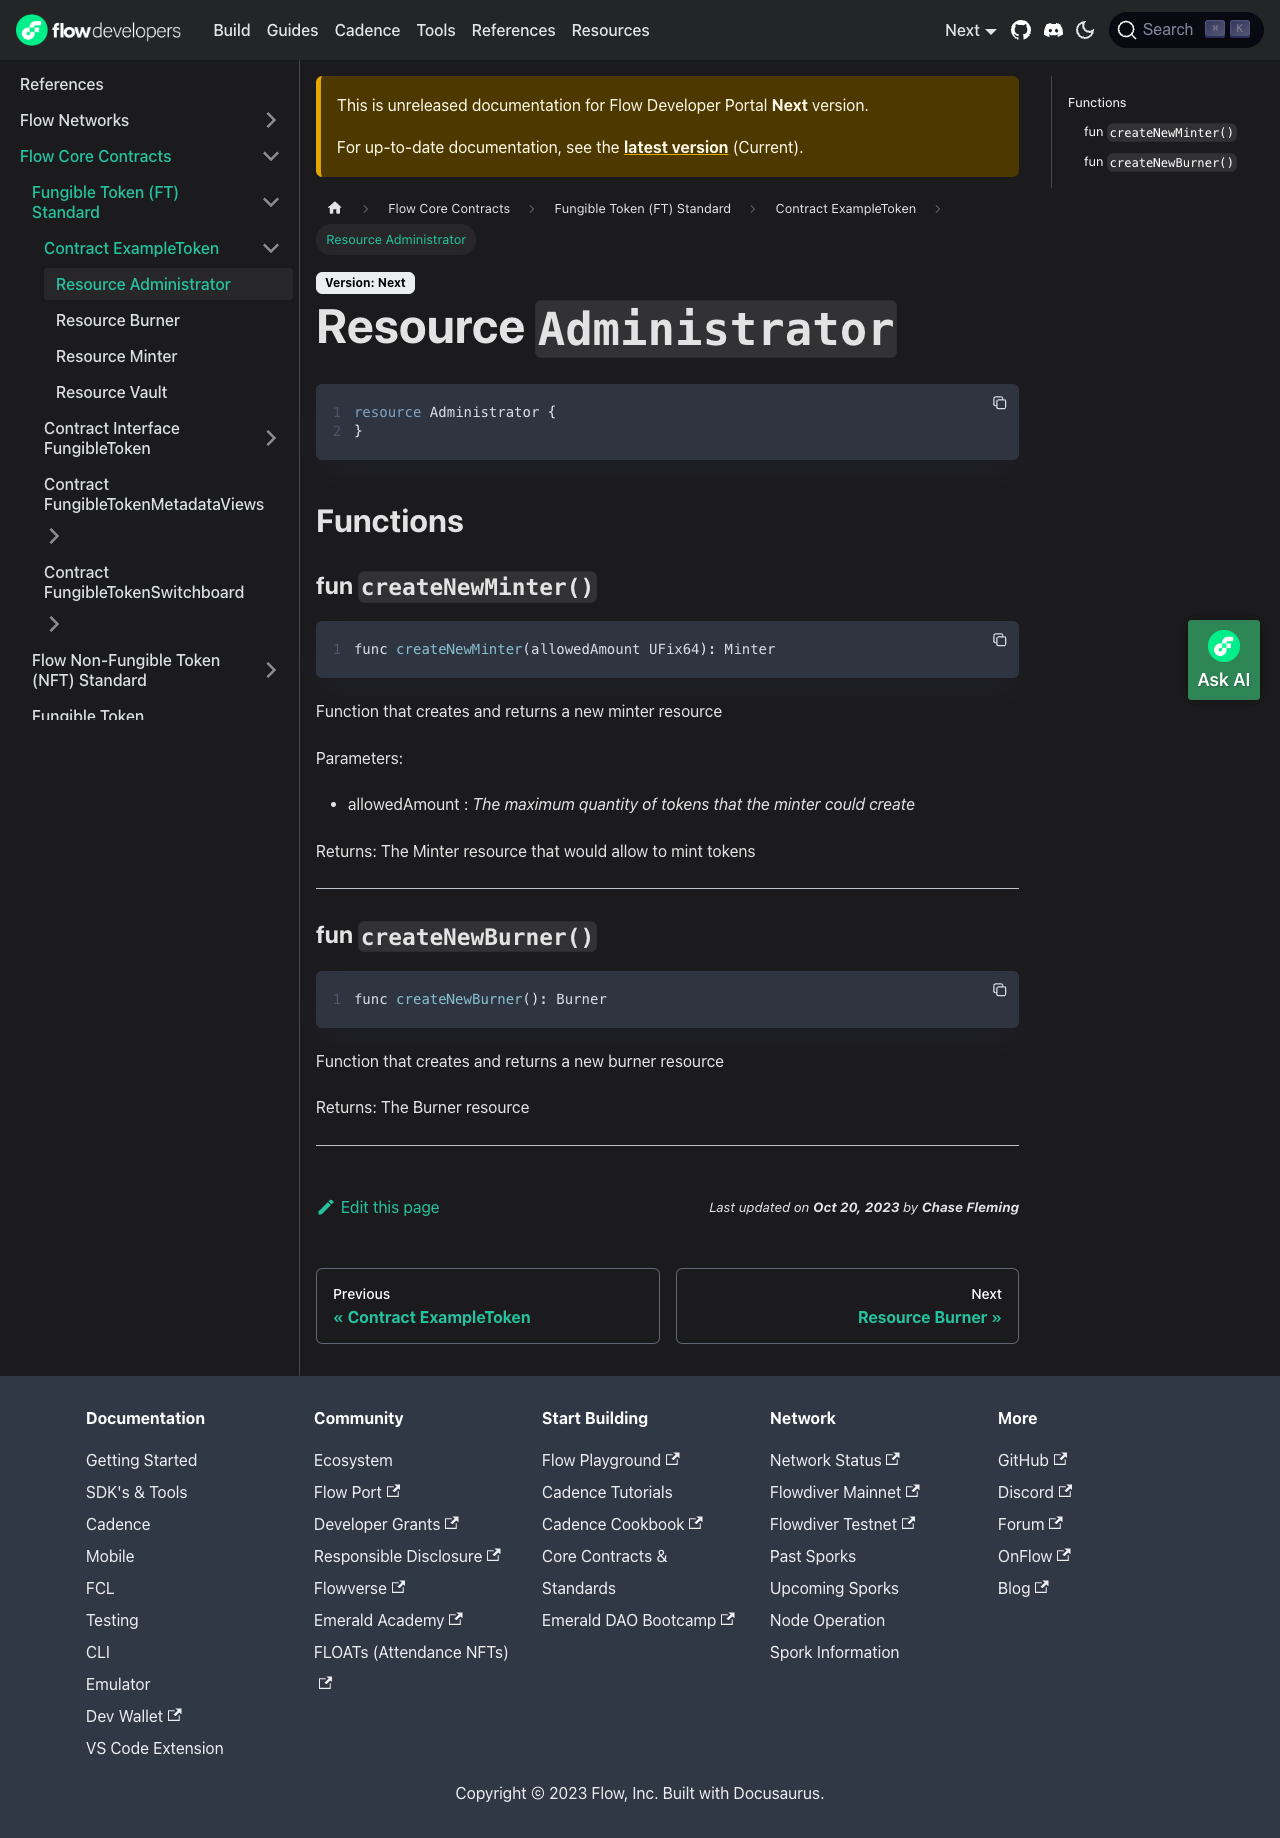 flowdevelopers
Build
Guides
Cadence
Tools
References
Resources
Next
Search
⌘ K
References
Flow Networks
Flow Core Contracts
Fungible Token (FT)
Standard
Contract ExampleToken
Resource Administrator
Resource Burner
Resource Minter
Resource Vault
Contract Interface
FungibleToken
Contract
FungibleTokenMetadataViews
Contract
FungibleTokenSwitchboard
Flow Non-Fungible Token
(NFT) Standard
Fungible Token
This is unreleased documentation for Flow Developer Portal Next version.
For up-to-date documentation, see the latest version (Current).
Flow Core Contracts
Fungible Token (FT) Standard
Contract ExampleToken
Resource Administrator
Version: Next
Resource Administrator
1 resource Administrator {
2 }
Functions
fun createNewMinter()
1 func createNewMinter(allowedAmount UFix64): Minter
Function that creates and returns a new minter resource
Parameters:
• allowedAmount : The maximum quantity of tokens that the minter could create
Returns: The Minter resource that would allow to mint tokens
fun createNewBurner()
1 func createNewBurner(): Burner
Function that creates and returns a new burner resource
Returns: The Burner resource
Edit this page
Last updated on Oct 20, 2023 by Chase Fleming
Previous
« Contract ExampleToken
Next
Resource Burner »
Functions
fun createNewMinter()
fun createNewBurner()
Ask AI
Documentation
Getting Started
SDK's & Tools
Cadence
Mobile
FCL
Testing
CLI
Emulator
Dev Wallet
VS Code Extension
Community
Ecosystem
Flow Port
Developer Grants
Responsible Disclosure
Flowverse
Emerald Academy
FLOATs (Attendance NFTs)
Start Building
Flow Playground
Cadence Tutorials
Cadence Cookbook
Core Contracts &
Standards
Emerald DAO Bootcamp
Network
Network Status
Flowdiver Mainnet
Flowdiver Testnet
Past Sporks
Upcoming Sporks
Node Operation
Spork Information
More
GitHub
Discord
Forum
OnFlow
Blog
Copyright © 2023 Flow, Inc. Built with Docusaurus.